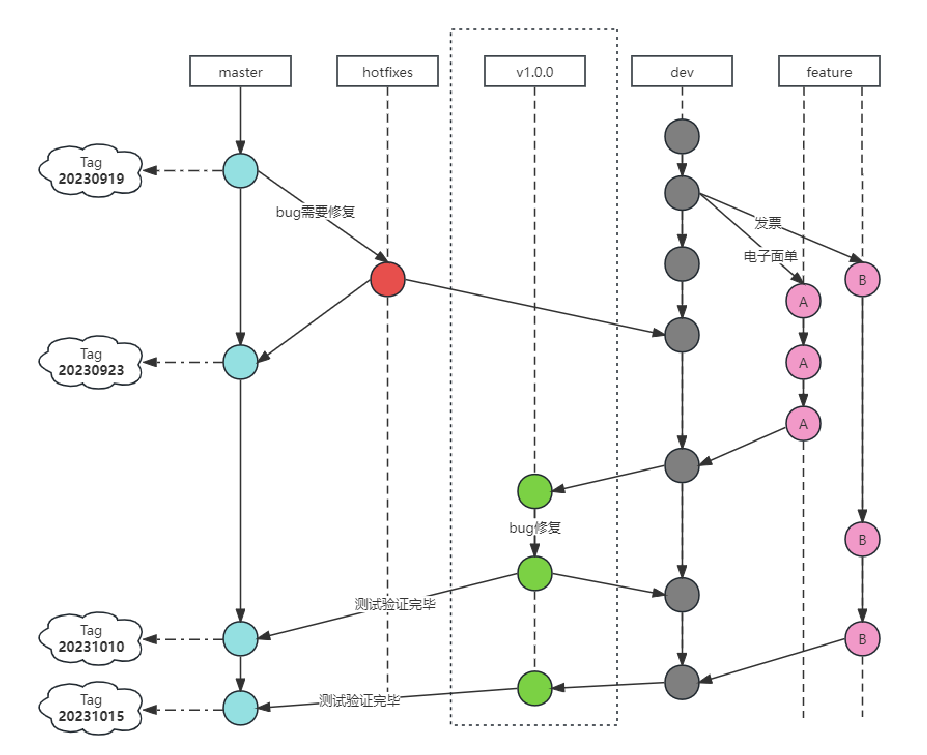 master
hotfixes
v1.0.0
dev
feature
Tag
20230919
bug需要修复
发票
电子面单
B
A
Tag
20230923
A
A
bug修复
B
测试验证完毕
Tag
20231010
B
Tag
20231015
测试验证完毕